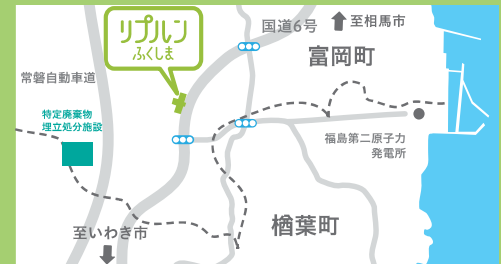 リプルン
ふくしま
国道6号
至相馬市
富岡町
常磐自動車道
特定廃棄物
埋立処分施設
福島第二原子力
発電所
楢葉町
至いわき市